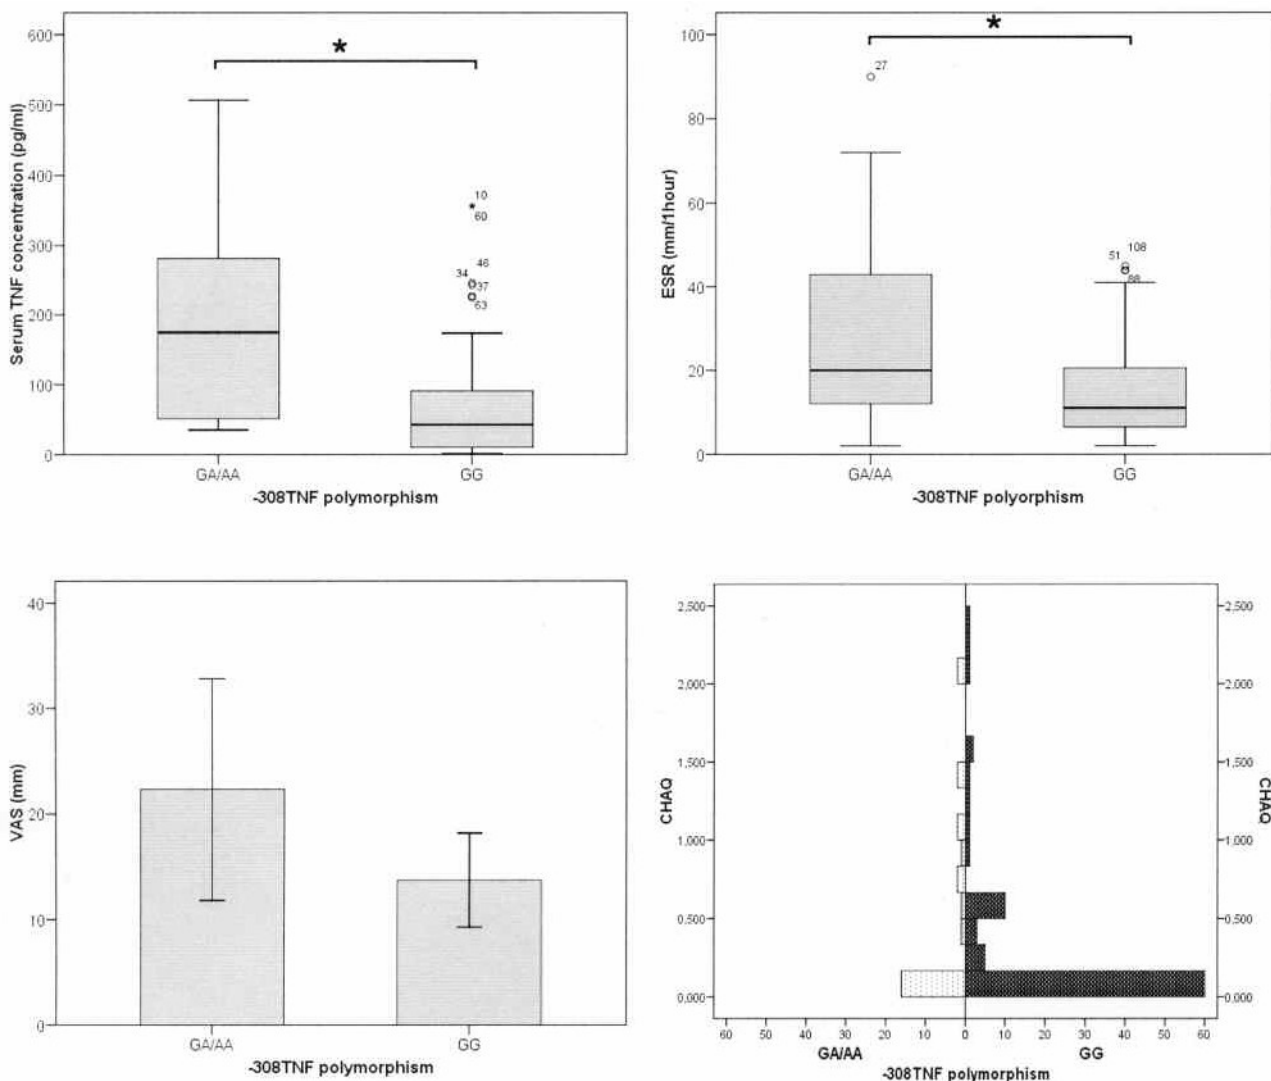 Serum TNF concentration (pg/ml)
600
500
400
300
200
100
0
*
10
60
34
46
37
63
GA/AA
GG
-308TNF polymorphism
ESR (mm/1hour)
100
80
60
40
20
0
*
27
51
108
88
GA/AA
GG
-308TNF polyorphism
VAS (mm)
40
30
20
10
0
GA/AA
GG
-308TNF polymorphism
CHAQ
2,500
2,000
1,500
1,000
0,500
0,000
2,500
2,000
1,500
1,000
0,500
0,000
CHAQ
60 50 40 30 20 10 0 10 20 30 40 50 60
GA/AA GG
-308TNF polymorphism